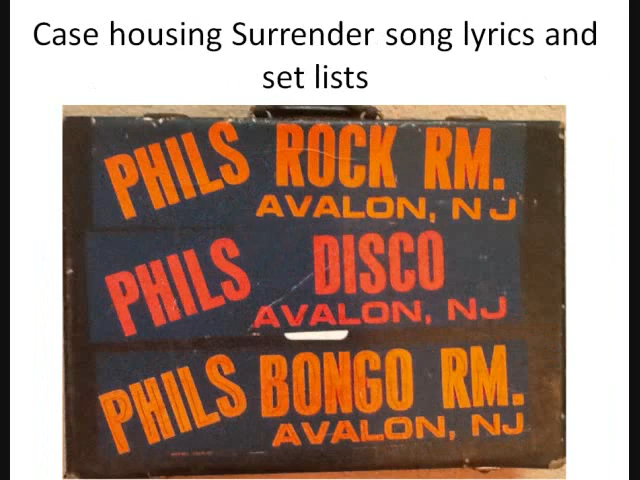 Case housing Surrender song lyrics and
set lists
PHILS ROCK RM.
AVALON, NJ
PHILS DISCO
AVALON, NJ
PHILS BONGO RM.
AVALON, NJ